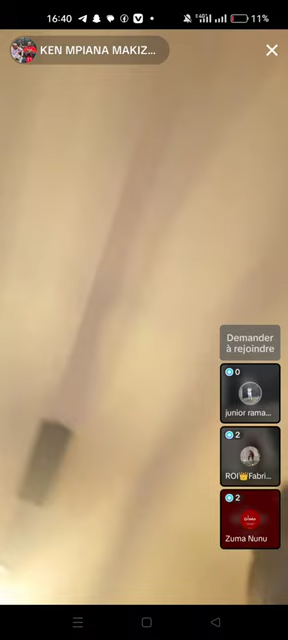 16:40
11%
KEN MPIANA MAKIZ...
Demander
à rejoindre
0
junior rama...
2
ROI👑Fabri...
2
Zuma Nunu